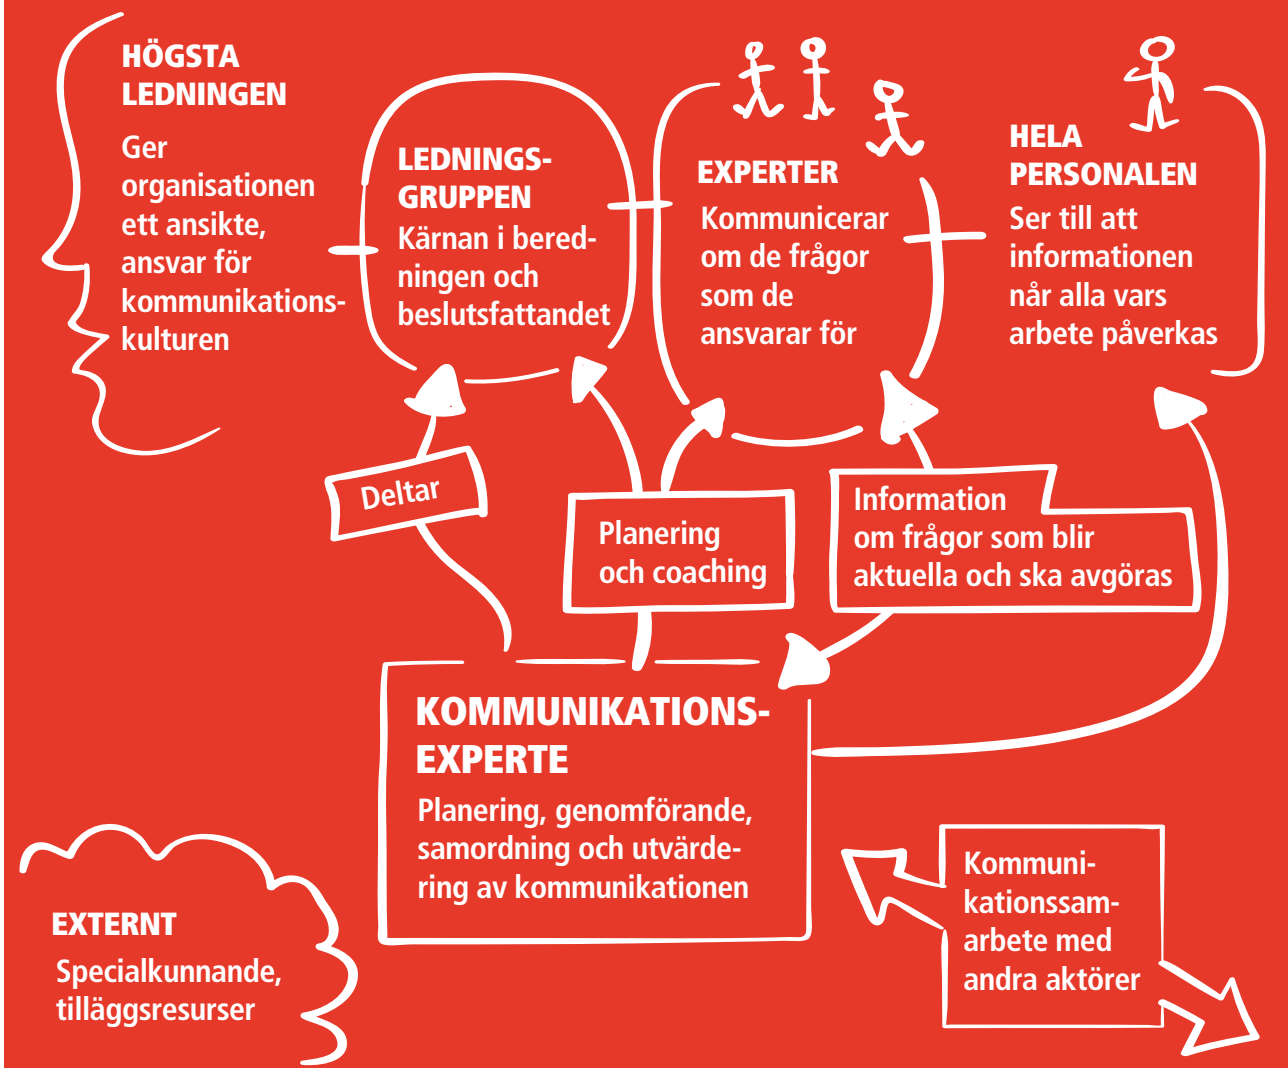 HÖGSTA
LEDNINGEN
Ger
organisationen
ett ansikte,
ansvar för
kommunikations-
kulturen
LEDNINGS-
GRUPPEN
Kärnan i bered-
ningen och
beslutsfattandet
EXPERTER
Kommunicerar
om de frågor
som de
ansvarar för
HELA
PERSONALEN
Ser till att
informationen
når alla vars
arbete påverkas
Deltar
Planering
och coaching
Information
om frågor som blir
aktuella och ska avgöras
KOMMUNIKATIONS-
EXPERTE
Planering, genomförande,
samordning och utvärde-
ring av kommunikationen
EXTERNT
Specialkunnande,
tilläggsresurser
Kommuni-
kationssam-
arbete med
andra aktörer